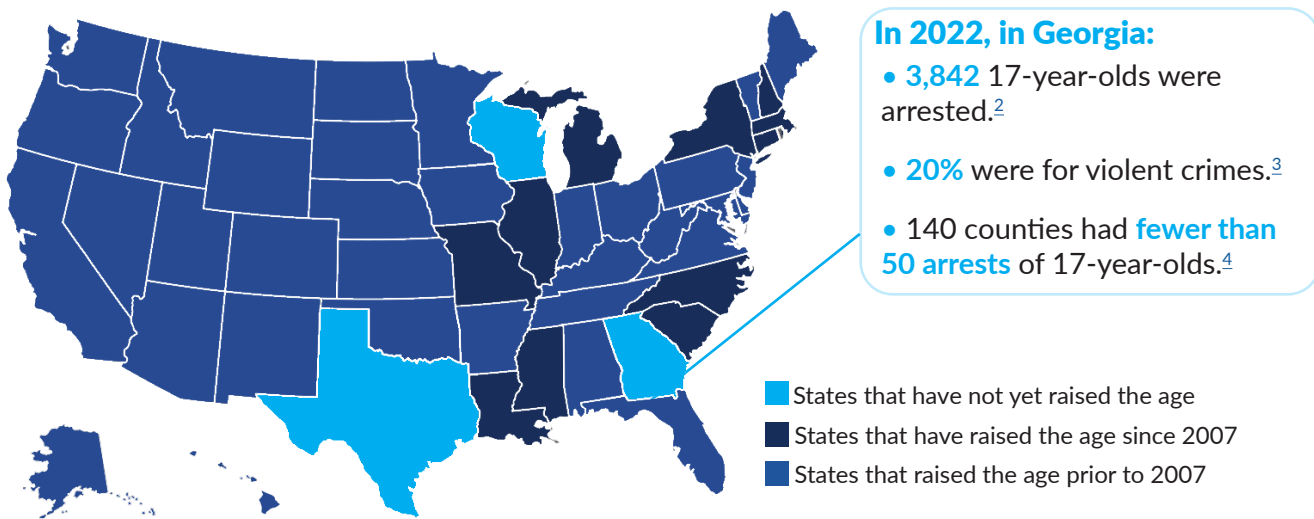 In 2022, in Georgia:
• 3,842 17-year-olds were
arrested.2
• 20% were for violent crimes.3
• 140 counties had fewer than
50 arrests of 17-year-olds.4
States that have not yet raised the age
States that have raised the age since 2007
States that raised the age prior to 2007